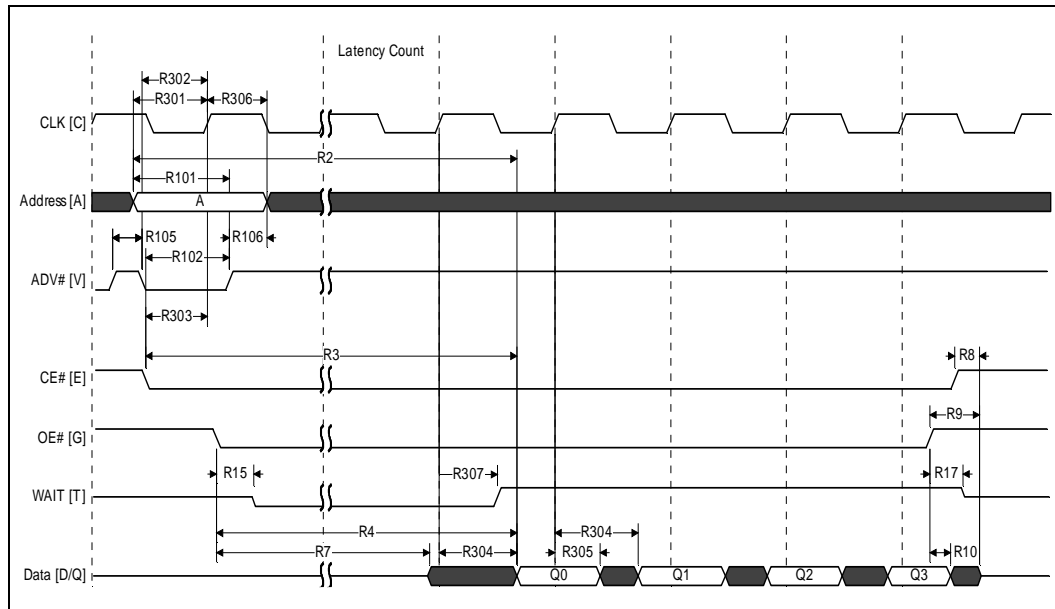 Latency Count
R302
R301 R306
CLK [C]
R2
R101
Address [A] A
R105 R106
R102
ADV# [V]
R303
R3
R8
CE# [E]
R9
OE# [G]
R15 R307 R17
WAIT [T]
R4 R304
R7 R304 R305 R10
Data [D/Q] Q0 Q1 Q2 Q3